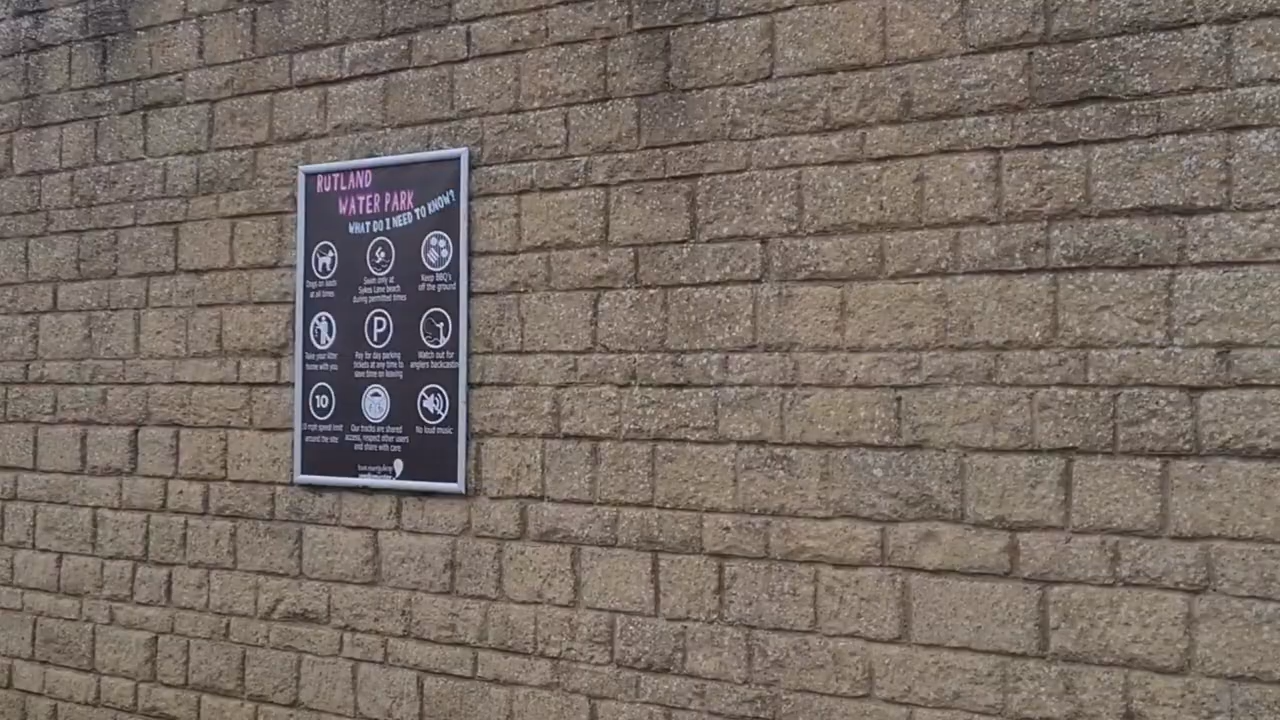 RUTLAND
WATER PARK
WHAT DO I NEED TO KNOW?
Dogs on leads
at all times
Swim only at
Sykes Lane beach
during permitted times
Keep BBQ's
off the ground
Take your litter
home with you
P
Pay for day parking
tickets at any time to
save time on leaving
Watch out for
anglers backcasting
10
10 mph speed limit
around the site
Our tracks are shared
access, respect other users
and share with care
No loud music